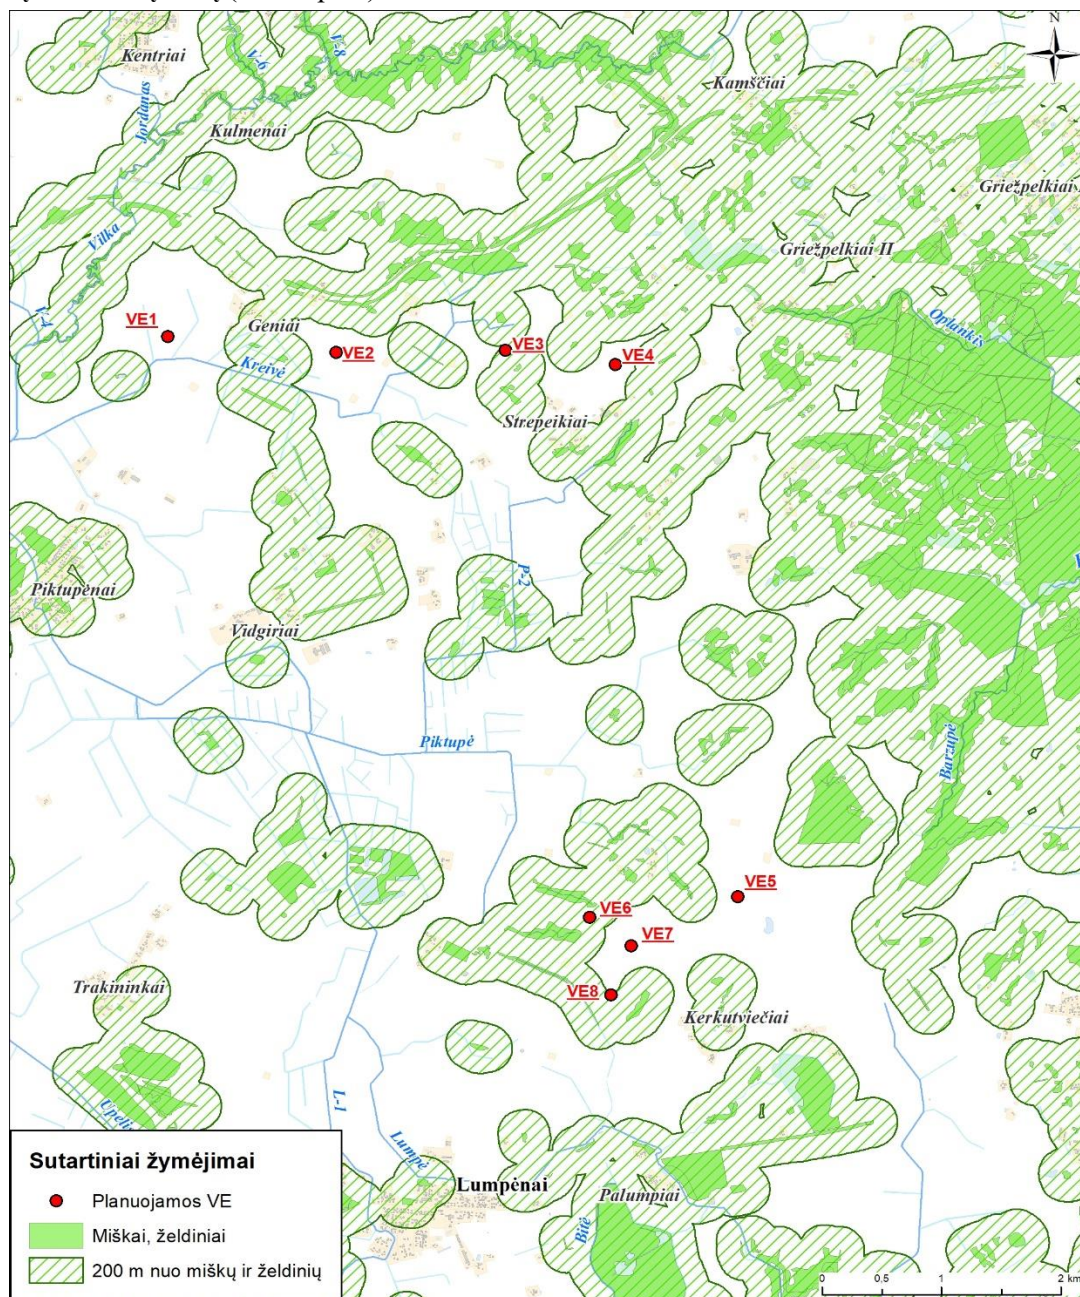 N
Kentriai
V-6
V-8
Kamščiai
Jordanas
Kulmenai
Griežpelkiai
Vilka
Griežpelkiai II
V-4
VE1
Geniai
VE2
VE3
VE4
Oplankis
Kreivė
Strepeikiai
P-2
Piktupėnai
Vidgiriai
Piktupė
Barzupė
VE5
VE6
VE7
VE8
Trakininkai
Kerkutviečiai
L-1
Lumpė
Lumpėnai
Palumpiai
Bitė
Sutartiniai žymėjimai
Planuojamos VE
Miškai, želdiniai
200 m nuo miškų ir želdinių
0 0,5 1 2 km